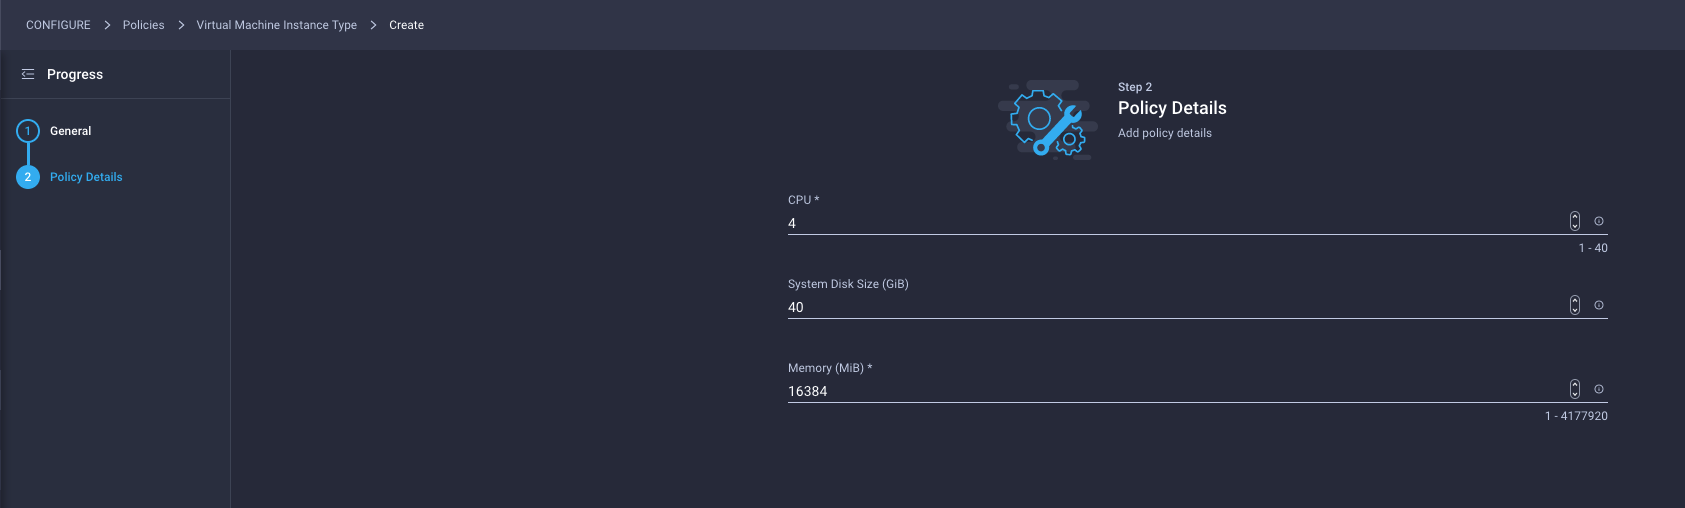 CONFIGURE > Policies > Virtual Machine Instance Type > Create
Progress
1 General
2 Policy Details
Step 2
Policy Details
Add policy details
CPU *
4
1 - 40
System Disk Size (GiB)
40
Memory (MiB) *
16384
1 - 4177920